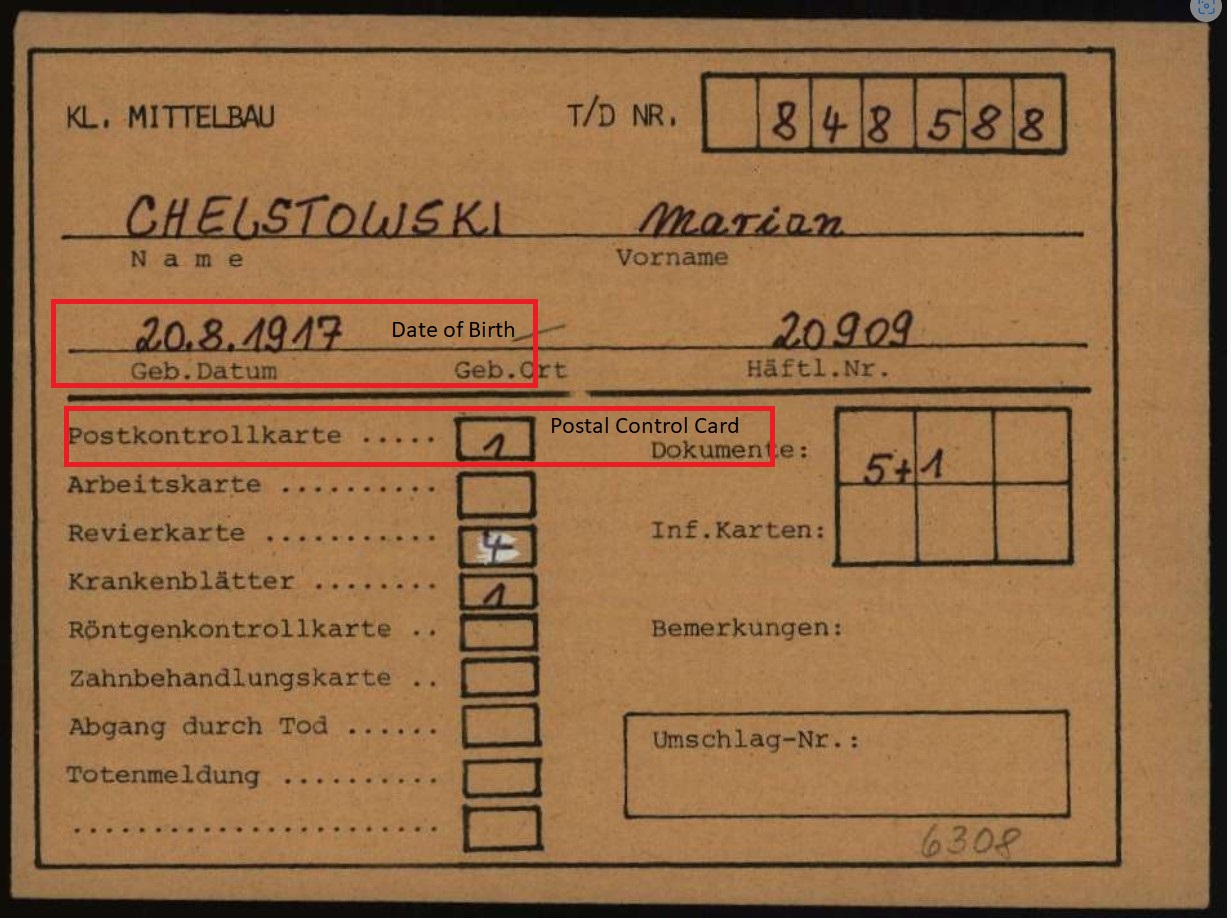 KL. MITTELBAU T/D NR. 848 588
CHELSTOWSKI Marian
Name Vorname
20.8.1917 Date of Birth 20909
Geb.Datum Geb.Ort Häftl.Nr.
Postkontrollkarte ..... 1 Postal Control Card
Dokumente: 5+1
Arbeitskarte ..........
Revierkarte ........... 4
Inf.Karten:
Krankenblätter ........ 1
Röntgenkontrollkarte ..
Bemerkungen:
Zahnbehandlungskarte ..
Abgang durch Tod ......
Umschlag-Nr.:
Totenmeldung ..........
........................
6308